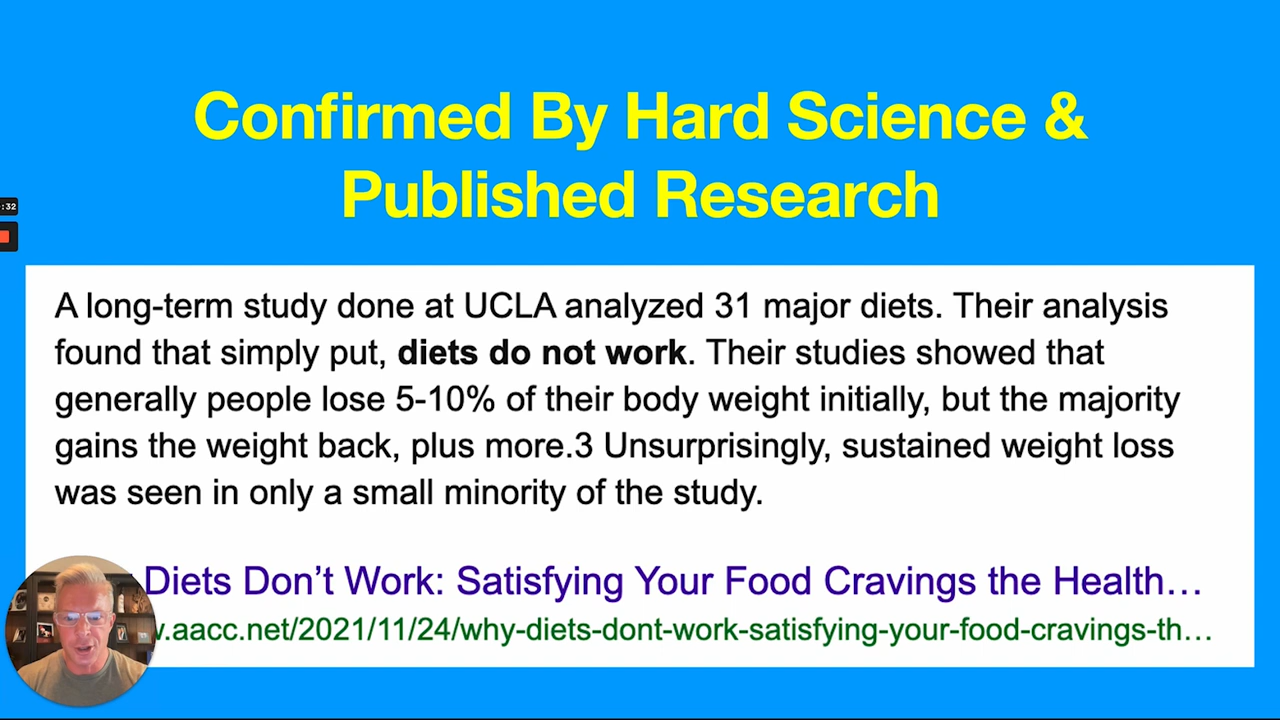 Confirmed By Hard Science &
Published Research
:32
A long-term study done at UCLA analyzed 31 major diets. Their analysis
found that simply put, diets do not work. Their studies showed that
generally people lose 5-10% of their body weight initially, but the majority
gains the weight back, plus more.3 Unsurprisingly, sustained weight loss
was seen in only a small minority of the study.
Diets Don’t Work: Satisfying Your Food Cravings the Health…
.aacc.net/2021/11/24/why-diets-dont-work-satisfying-your-food-cravings-th…